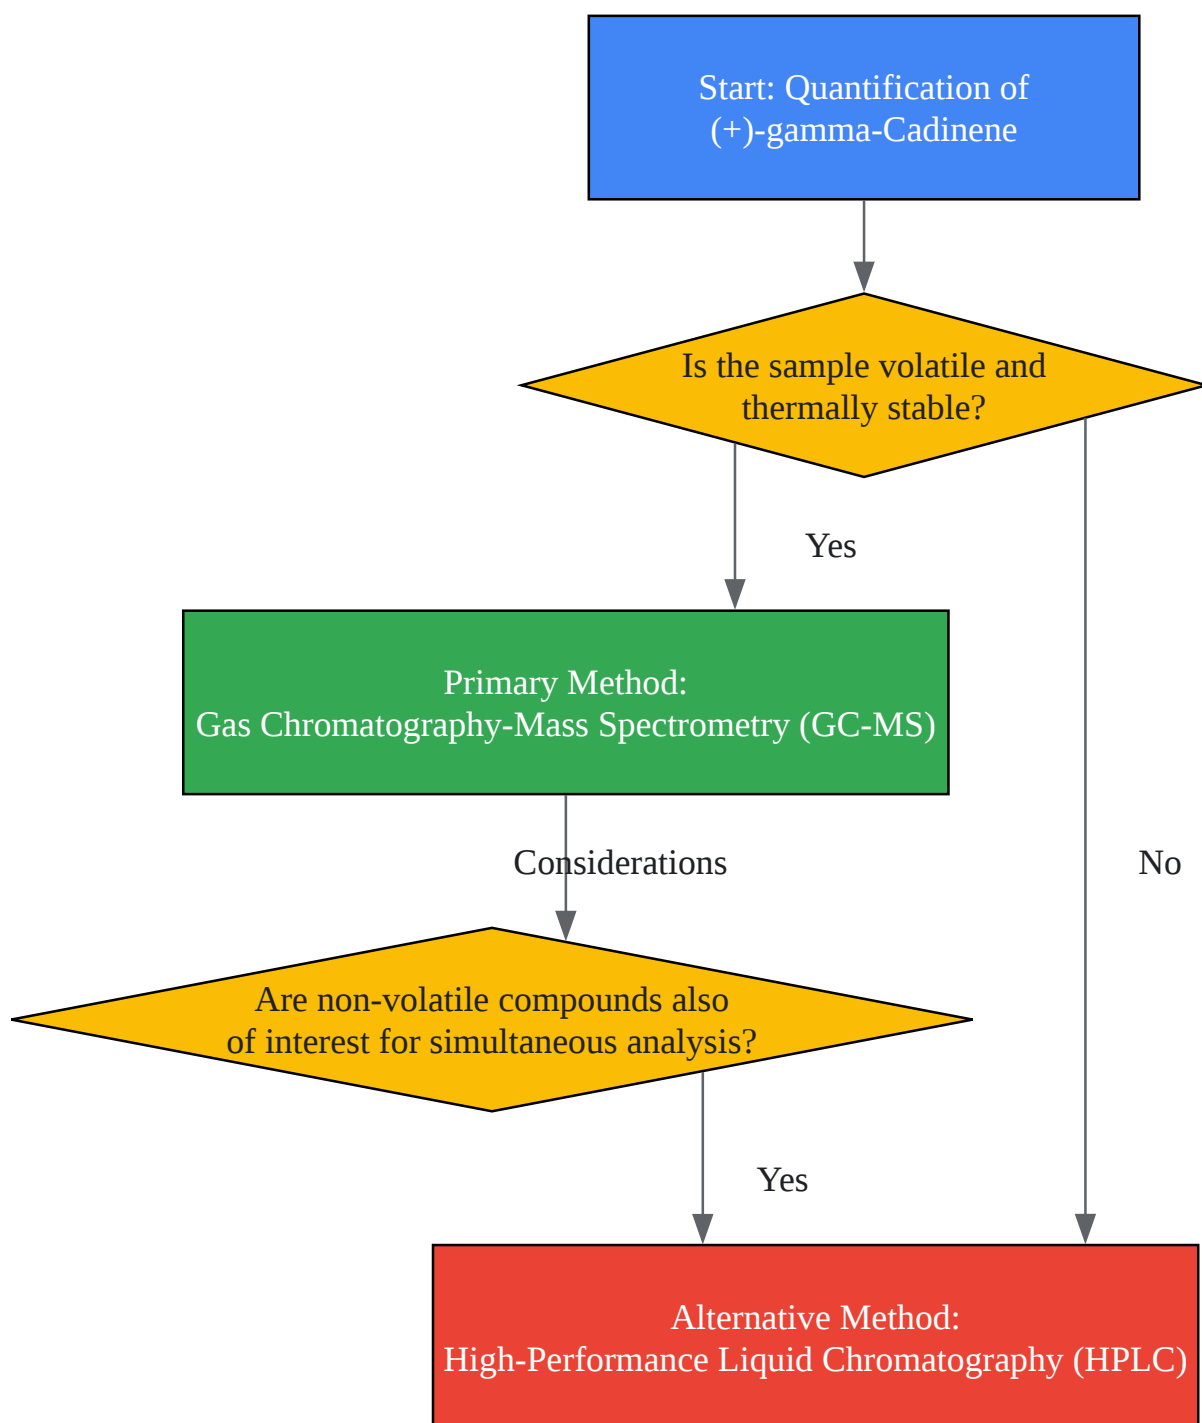 Start: Quantification of
(+)-gamma-Cadinene
Is the sample volatile and
thermally stable?
Yes
Primary Method:
Gas Chromatography-Mass Spectrometry (GC-MS)
Considerations
No
Are non-volatile compounds also
of interest for simultaneous analysis?
Yes
Alternative Method:
High-Performance Liquid Chromatography (HPLC)